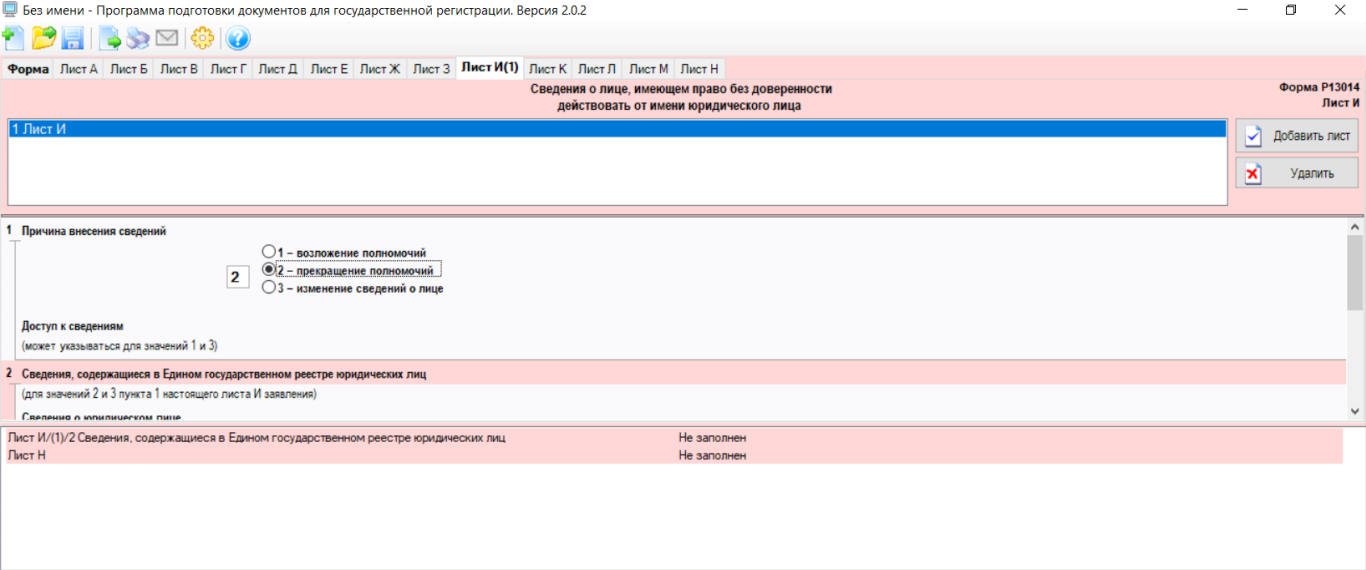 Без имени - Программа подготовки документов для государственной регистрации. Версия 2.0.2
Форма Лист А Лист Б Лист В Лист Г Лист Д Лист Е Лист Ж Лист З Лист И(1) Лист К Лист Л Лист М Лист Н
Сведения о лице, имеющем право без доверенности
действовать от имени юридического лица
Форма Р13014
Лист И
1 Лист И
Добавить лист
Удалить
1 Причина внесения сведений
1 – возложение полномочий
2
2 – прекращение полномочий
3 – изменение сведений о лице
Доступ к сведениям
(может указываться для значений 1 и 3)
2 Сведения, содержащиеся в Едином государственном реестре юридических лиц
(для значений 2 и 3 пункта 1 настоящего листа И заявления)
Сведения о юридическом лице
Лист И/(1)/2 Сведения, содержащиеся в Едином государственном реестре юридических лиц Не заполнен
Лист Н Не заполнен